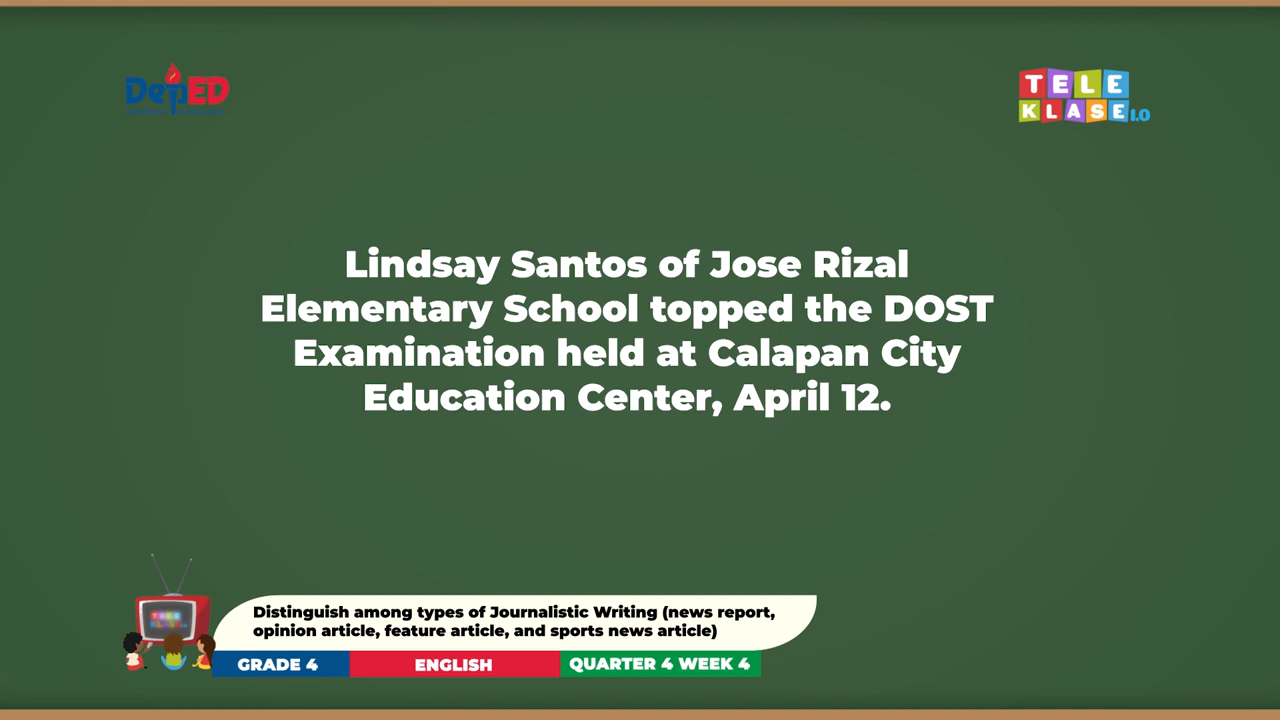 DepED
TELE
KLASE 1.0
Lindsay Santos of Jose Rizal
Elementary School topped the DOST
Examination held at Calapan City
Education Center, April 12.
Distinguish among types of Journalistic Writing (news report,
opinion article, feature article, and sports news article)
GRADE 4
ENGLISH
QUARTER 4 WEEK 4